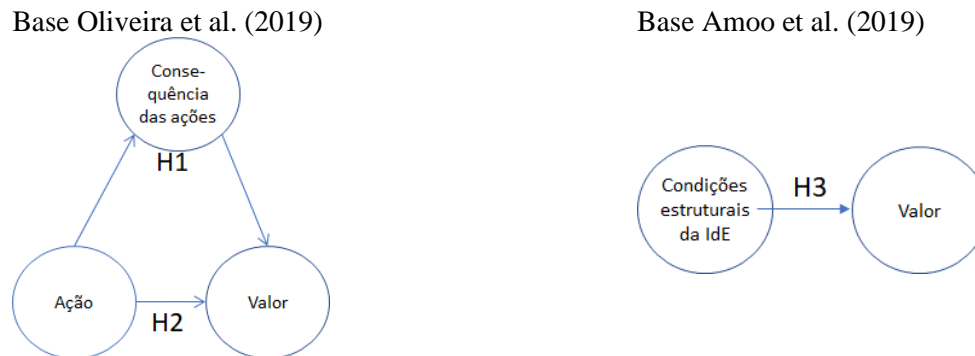 Base Oliveira et al. (2019)
Conse-
quência
das ações
H1
Ação
H2
Valor
Base Amoo et al. (2019)
Condições
estruturais
da IdE
H3
Valor